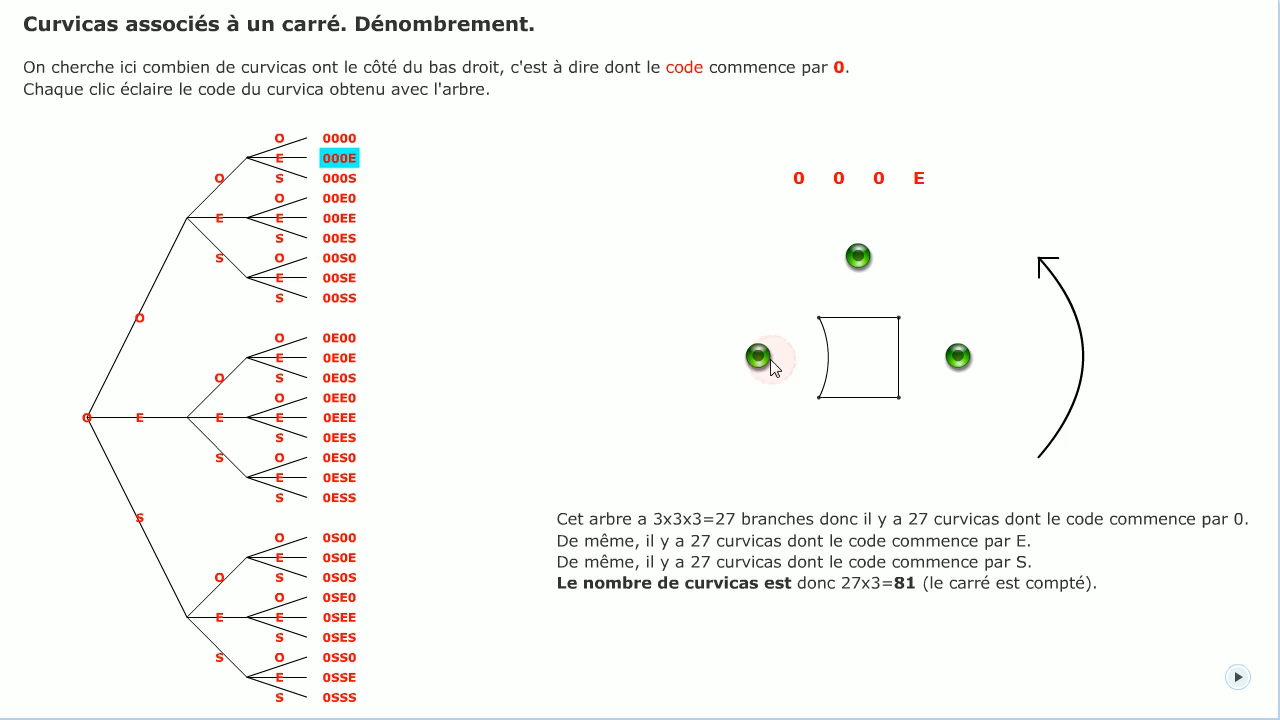 Curvicas associés à un carré. Dénombrement.
On cherche ici combien de curvicas ont le côté du bas droit, c'est à dire dont le code commence par 0.
Chaque clic éclaire le code du curvica obtenu avec l'arbre.
O 0000
E 000E
O S 000S
O 00E0
E E 00EE
S 00ES
S O 00S0
E 00SE
S 00SS
O
O 0E00
E 0E0E
O S 0E0S
O 0EE0
O E E E 0EEE
S 0EES
S O 0ES0
E 0ESE
S 0ESS
S
O 0S00
E 0S0E
O S 0S0S
O 0SE0
E E 0SEE
S 0SES
S O 0SS0
E 0SSE
S 0SSS
0 0 0 E
Cet arbre a 3x3x3=27 branches donc il y a 27 curvicas dont le code commence par 0.
De même, il y a 27 curvicas dont le code commence par E.
De même, il y a 27 curvicas dont le code commence par S.
Le nombre de curvicas est donc 27x3=81 (le carré est compté).